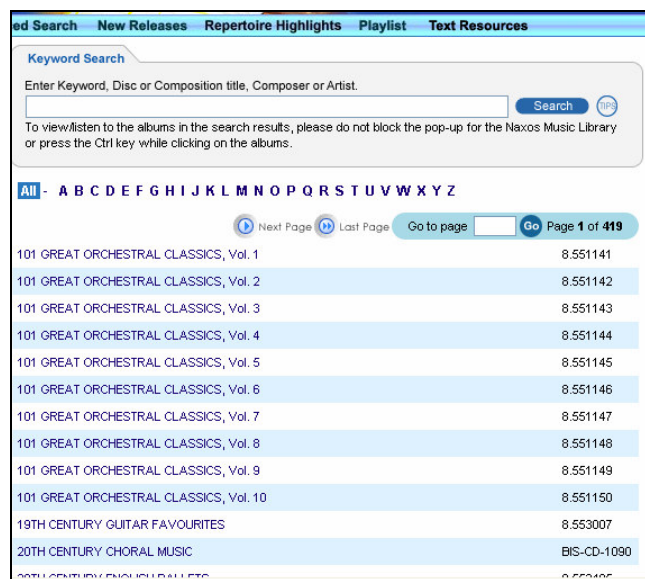 ed Search New Releases Repertoire Highlights Playlist Text Resources
Keyword Search
Enter Keyword, Disc or Composition title, Composer or Artist.
Search TIPS
To view/listen to the albums in the search results, please do not block the pop-up for the Naxos Music Library
or press the Ctrl key while clicking on the albums.
All - A B C D E F G H I J K L M N O P Q R S T U V W X Y Z
Next Page Last Page Go to page Go Page 1 of 419
101 GREAT ORCHESTRAL CLASSICS, Vol. 1 8.551141
101 GREAT ORCHESTRAL CLASSICS, Vol. 2 8.551142
101 GREAT ORCHESTRAL CLASSICS, Vol. 3 8.551143
101 GREAT ORCHESTRAL CLASSICS, Vol. 4 8.551144
101 GREAT ORCHESTRAL CLASSICS, Vol. 5 8.551145
101 GREAT ORCHESTRAL CLASSICS, Vol. 6 8.551146
101 GREAT ORCHESTRAL CLASSICS, Vol. 7 8.551147
101 GREAT ORCHESTRAL CLASSICS, Vol. 8 8.551148
101 GREAT ORCHESTRAL CLASSICS, Vol. 9 8.551149
101 GREAT ORCHESTRAL CLASSICS, Vol. 10 8.551150
19TH CENTURY GUITAR FAVOURITES 8.553007
20TH CENTURY CHORAL MUSIC BIS-CD-1090
20TH CENTURY ENGLISH BALLETS